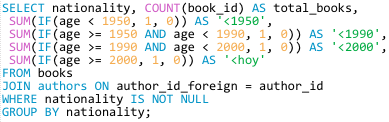 SELECT nationality, COUNT(book_id) AS total_books,
SUM(IF(age < 1950, 1, 0)) AS '<1950',
SUM(IF(age >= 1950 AND age < 1990, 1, 0)) AS '<1990',
SUM(IF(age >= 1990 AND age < 2000, 1, 0)) AS '<2000',
SUM(IF(age >= 2000, 1, 0)) AS '<hoy'
FROM books
JOIN authors ON author_id_foreign = author_id
WHERE nationality IS NOT NULL
GROUP BY nationality;